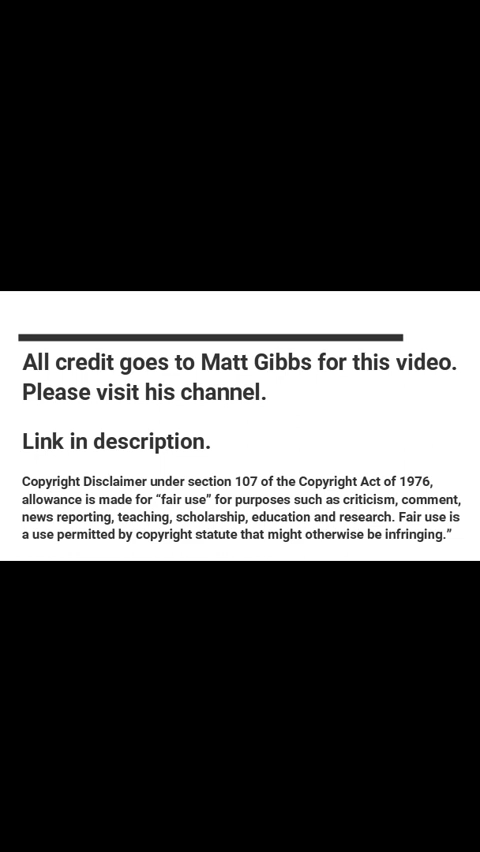 All credit goes to Matt Gibbs for this video.
Please visit his channel.
Link in description.
Copyright Disclaimer under section 107 of the Copyright Act of 1976,
allowance is made for “fair use” for purposes such as criticism, comment,
news reporting, teaching, scholarship, education and research. Fair use is
a use permitted by copyright statute that might otherwise be infringing.”